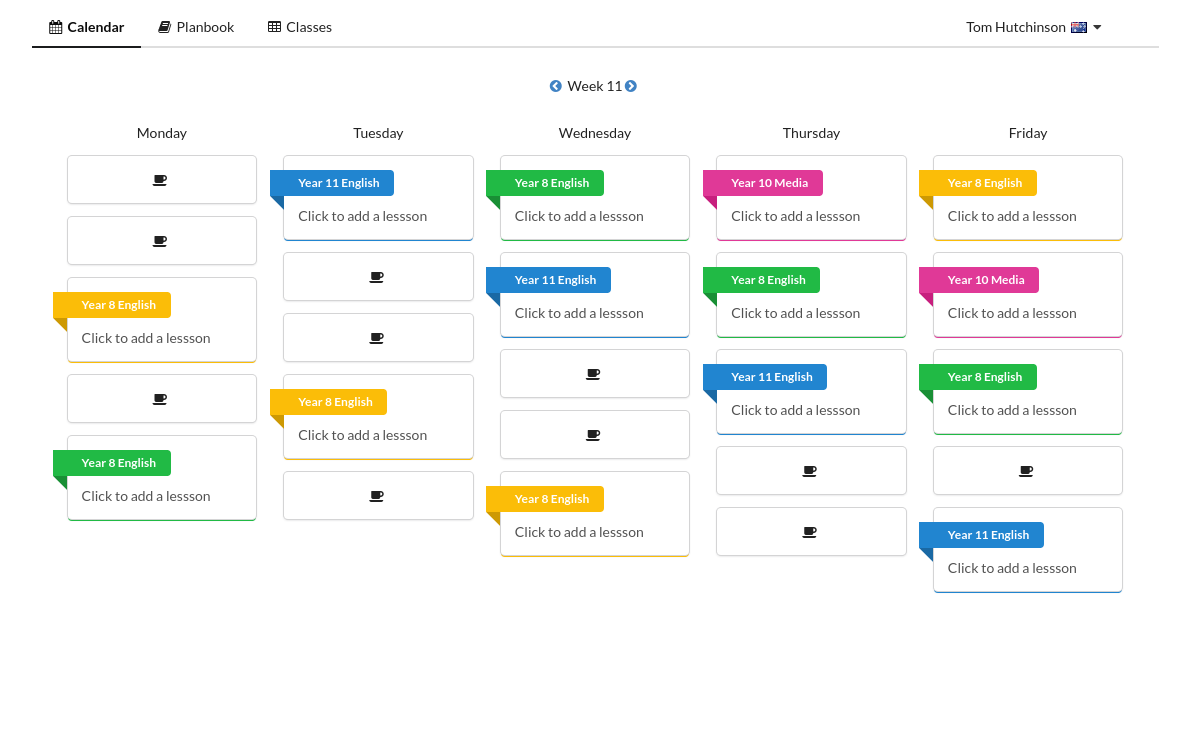 Calendar Planbook Classes Tom Hutchinson
Week 11
Monday Tuesday Wednesday Thursday Friday
Year 8 English
Click to add a lessson
Year 8 English
Click to add a lessson
Year 11 English
Click to add a lessson
Year 8 English
Click to add a lessson
Year 8 English
Click to add a lessson
Year 11 English
Click to add a lessson
Year 8 English
Click to add a lessson
Year 10 Media
Click to add a lessson
Year 8 English
Click to add a lessson
Year 11 English
Click to add a lessson
Year 8 English
Click to add a lessson
Year 10 Media
Click to add a lessson
Year 8 English
Click to add a lessson
Year 11 English
Click to add a lessson